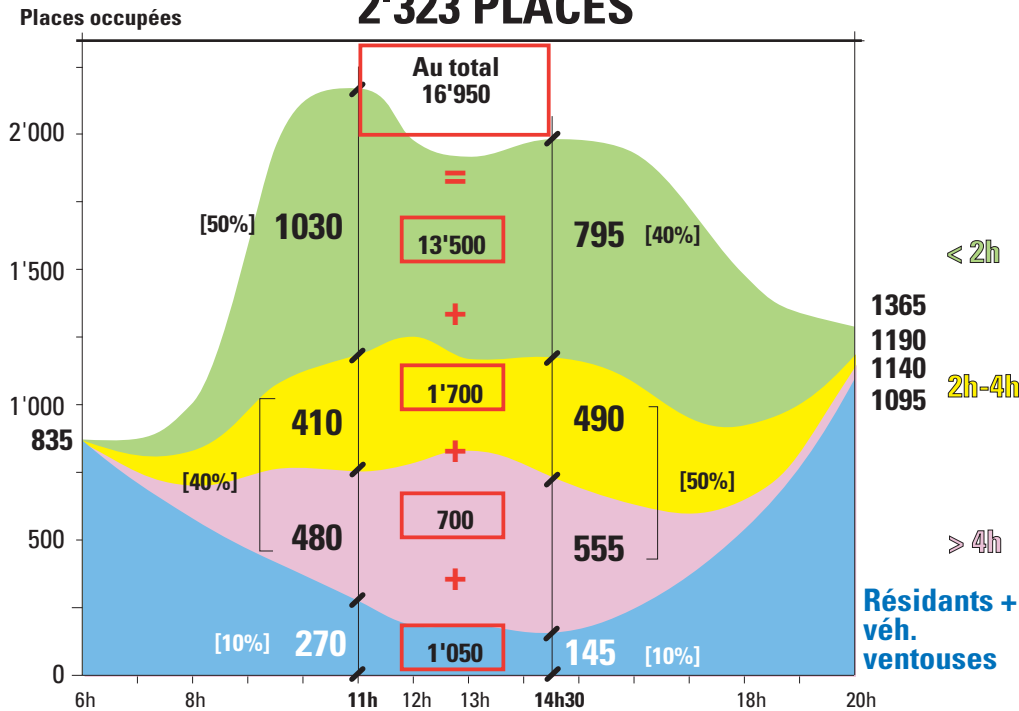 2'323 PLACES
Places occupées
Au total
16'950
2'000
=
[50%] 1030
13'500
795 [40%]
< 2h
1'500
1365
+
1190
1140
1'700
2h-4h
1095
1'000
410
490
835
+
[40%]
[50%]
700
500
480
555
> 4h
+
Résidants +
véh.
ventouses
[10%] 270
1'050
145 [10%]
0
6h 8h 11h 12h 13h 14h30 18h 20h